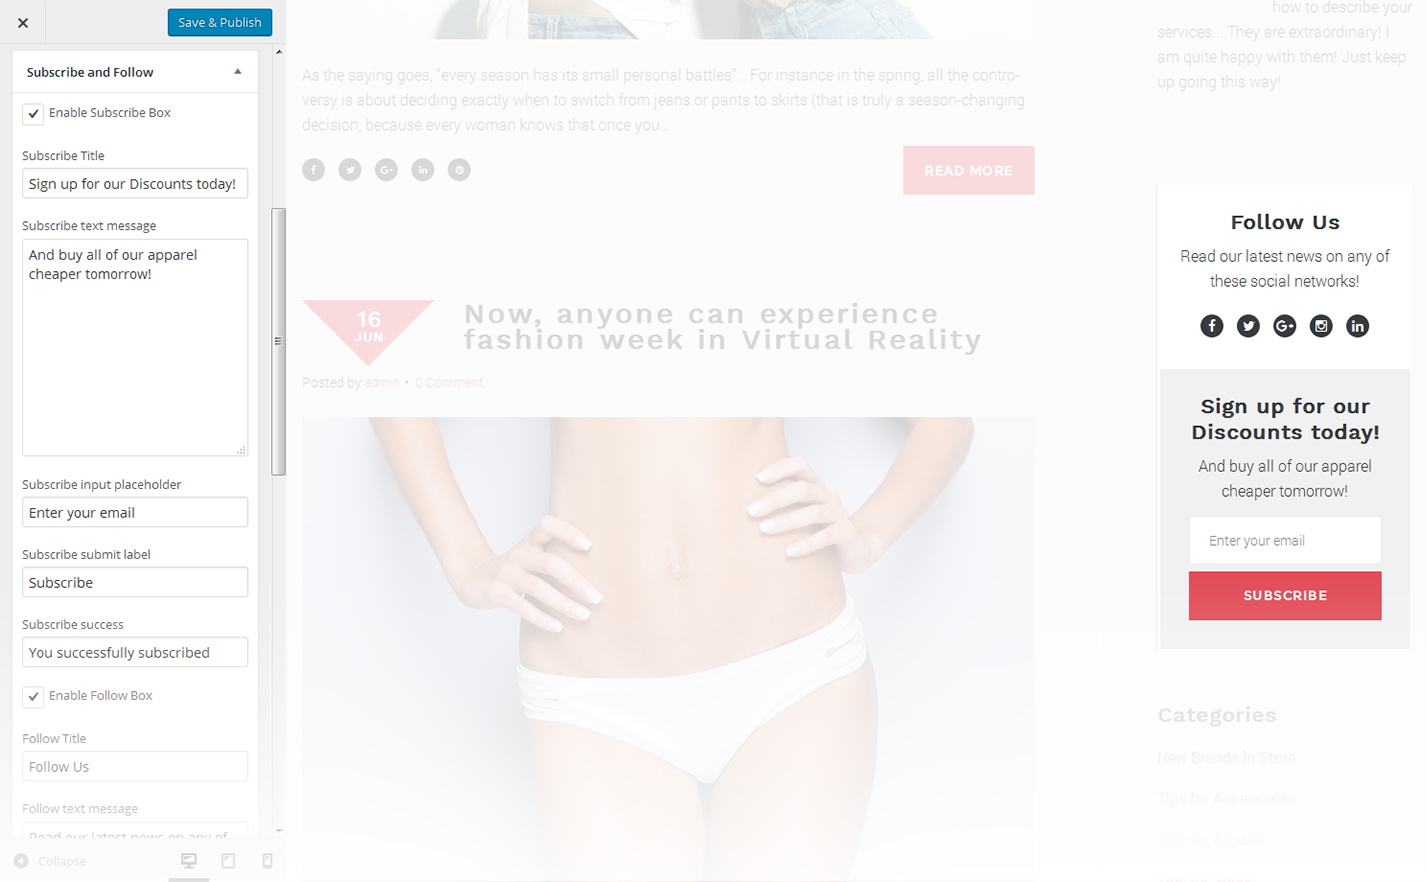 Save & Publish
Subscribe and Follow
Enable Subscribe Box
Subscribe Title
Sign up for our Discounts today!
Subscribe text message
And buy all of our apparel
cheaper tomorrow!
Subscribe input placeholder
Enter your email
Subscribe submit label
Subscribe
Subscribe success
You successfully subscribed
Enable Follow Box
Follow Title
Follow Us
Follow text message
Read our latest news on any of
Collapse
As the saying goes, “every season has its small personal battles”... For instance in the spring, all the contro-
versy is about deciding exactly when to switch from jeans or pants to skirts (that is truly a season-changing
decision, because every woman knows that once you...
READ MORE
16
JUN
Now, anyone can experience
fashion week in Virtual Reality
Posted by admin • 0 Comment
how to describe your
services... They are extraordinary! I
am quite happy with them! Just keep
up going this way!
Follow Us
Read our latest news on any of
these social networks!
Sign up for our
Discounts today!
And buy all of our apparel
cheaper tomorrow!
Enter your email
SUBSCRIBE
Categories
New Brands in Store
Tips for Accessories
Tips for Apparel